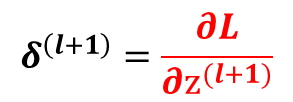 δ^(l+1) = ∂L / ∂z^(l+1)